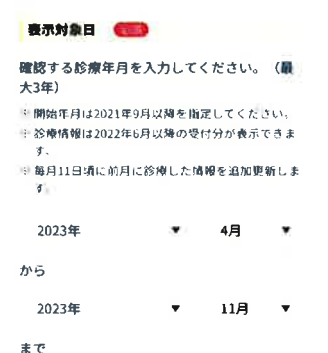 表示対象日
確認する診療年月を入力してください。（最
大3年）
※ 開始年月は2021年9月以降を指定してください。
※ 診療情報は2022年6月以降の受付分が表示できま
す。
※ 毎月11日頃に前月に診療した情報を追加更新しま
す。
2023年 ▼ 4月 ▼
から
2023年 ▼ 11月 ▼
まで